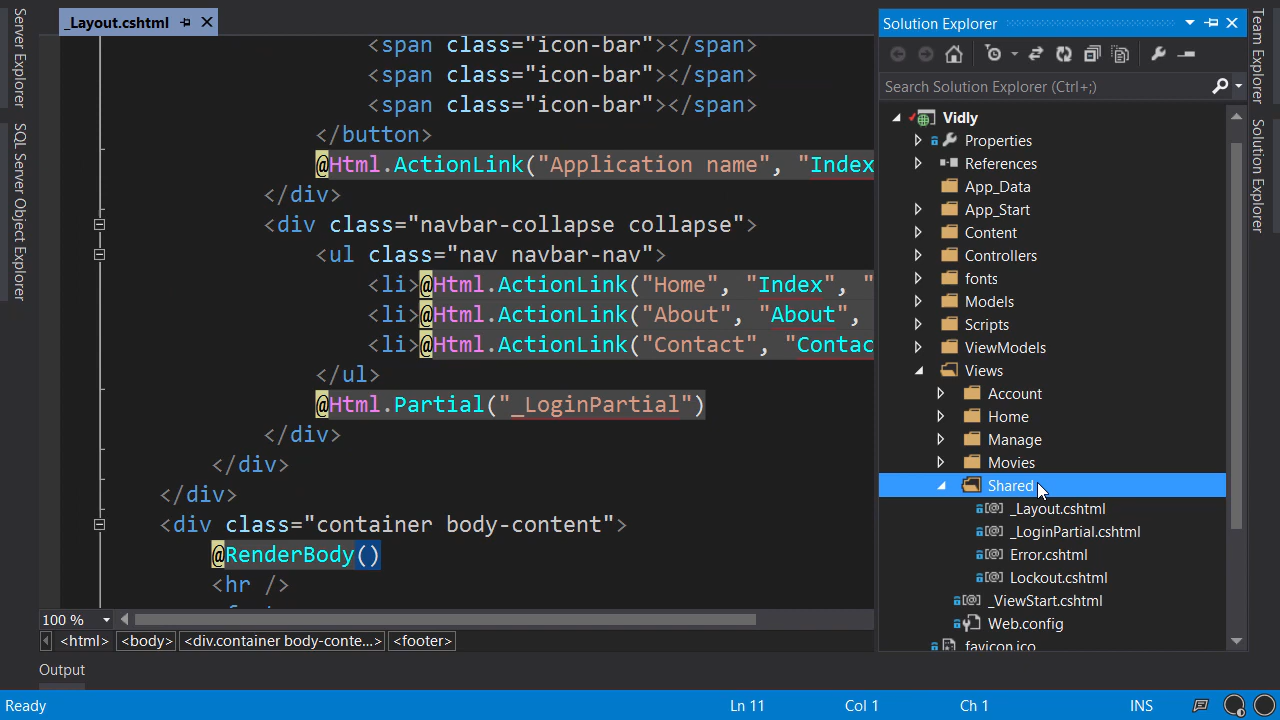 Server Explorer
SQL Server Object Explorer
_Layout.cshtml
<span class="icon-bar"></span>
<span class="icon-bar"></span>
<span class="icon-bar"></span>
</button>
@Html.ActionLink("Application name", "Index
</div>
<div class="navbar-collapse collapse">
<ul class="nav navbar-nav">
<li>@Html.ActionLink("Home", "Index", "
<li>@Html.ActionLink("About", "About",
<li>@Html.ActionLink("Contact", "Contac
</ul>
@Html.Partial("_LoginPartial")
</div>
</div>
</div>
<div class="container body-content">
@RenderBody()
<hr />
100 %
<html> <body> <div.container body-conte...> <footer>
Output
Solution Explorer
Search Solution Explorer (Ctrl+;)
Vidly
Properties
References
App_Data
App_Start
Content
Controllers
fonts
Models
Scripts
ViewModels
Views
Account
Home
Manage
Movies
Shared
_Layout.cshtml
_LoginPartial.cshtml
Error.cshtml
Lockout.cshtml
_ViewStart.cshtml
Web.config
favicon.ico
Team Explorer
Solution Explorer
Ready Ln 11 Col 1 Ch 1 INS